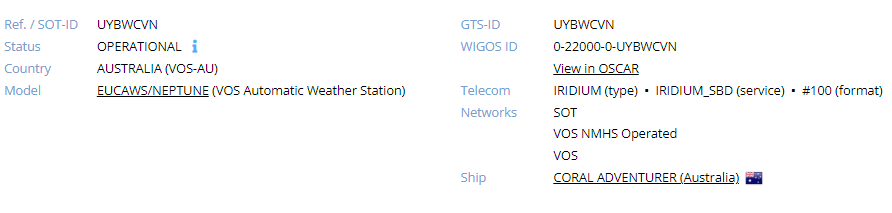 Ref. / SOT-ID UYBWCVN
Status OPERATIONAL i
Country AUSTRALIA (VOS-AU)
Model EUCAWS/NEPTUNE (VOS Automatic Weather Station)
GTS-ID UYBWCVN
WIGOS ID 0-22000-0-UYBWCVN
View in OSCAR
Telecom IRIDIUM (type) • IRIDIUM_SBD (service) • #100 (format)
Networks SOT
VOS NMHS Operated
VOS
Ship CORAL ADVENTURER (Australia)